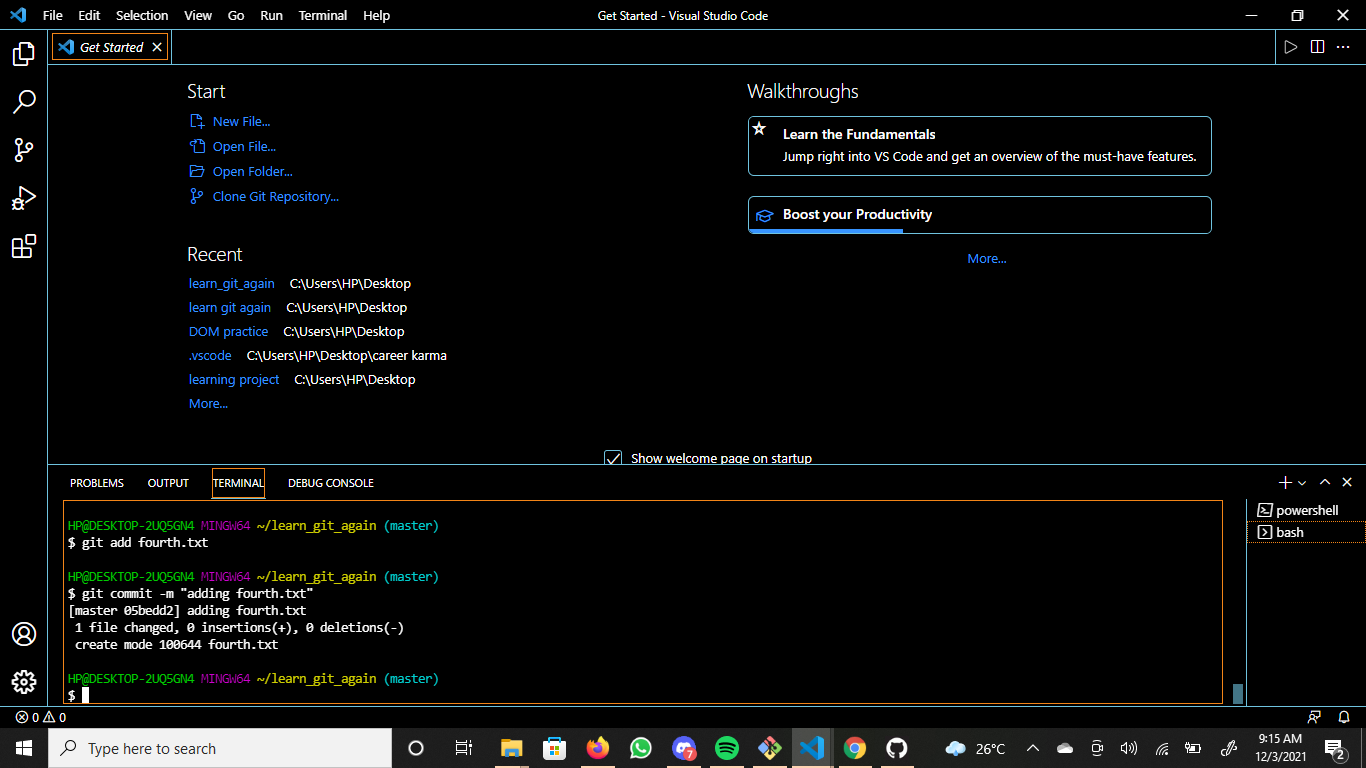 File Edit Selection View Go Run Terminal Help Get Started - Visual Studio Code
Get Started
Start
New File...
Open File...
Open Folder...
Clone Git Repository...
Recent
learn_git_again C:\Users\HP\Desktop
learn git again C:\Users\HP\Desktop
DOM practice C:\Users\HP\Desktop
.vscode C:\Users\HP\Desktop\career karma
learning project C:\Users\HP\Desktop
More...
Walkthroughs
Learn the Fundamentals
Jump right into VS Code and get an overview of the must-have features.
Boost your Productivity
More...
Show welcome page on startup
PROBLEMS OUTPUT TERMINAL DEBUG CONSOLE
HP@DESKTOP-2UQ5GN4 MINGW64 ~/learn_git_again (master)
$ git add fourth.txt
HP@DESKTOP-2UQ5GN4 MINGW64 ~/learn_git_again (master)
$ git commit -m "adding fourth.txt"
[master 05bedd2] adding fourth.txt
1 file changed, 0 insertions(+), 0 deletions(-)
create mode 100644 fourth.txt
HP@DESKTOP-2UQ5GN4 MINGW64 ~/learn_git_again (master)
$
powershell
bash
0 0
Type here to search
7
26°C
9:15 AM
12/3/2021
2